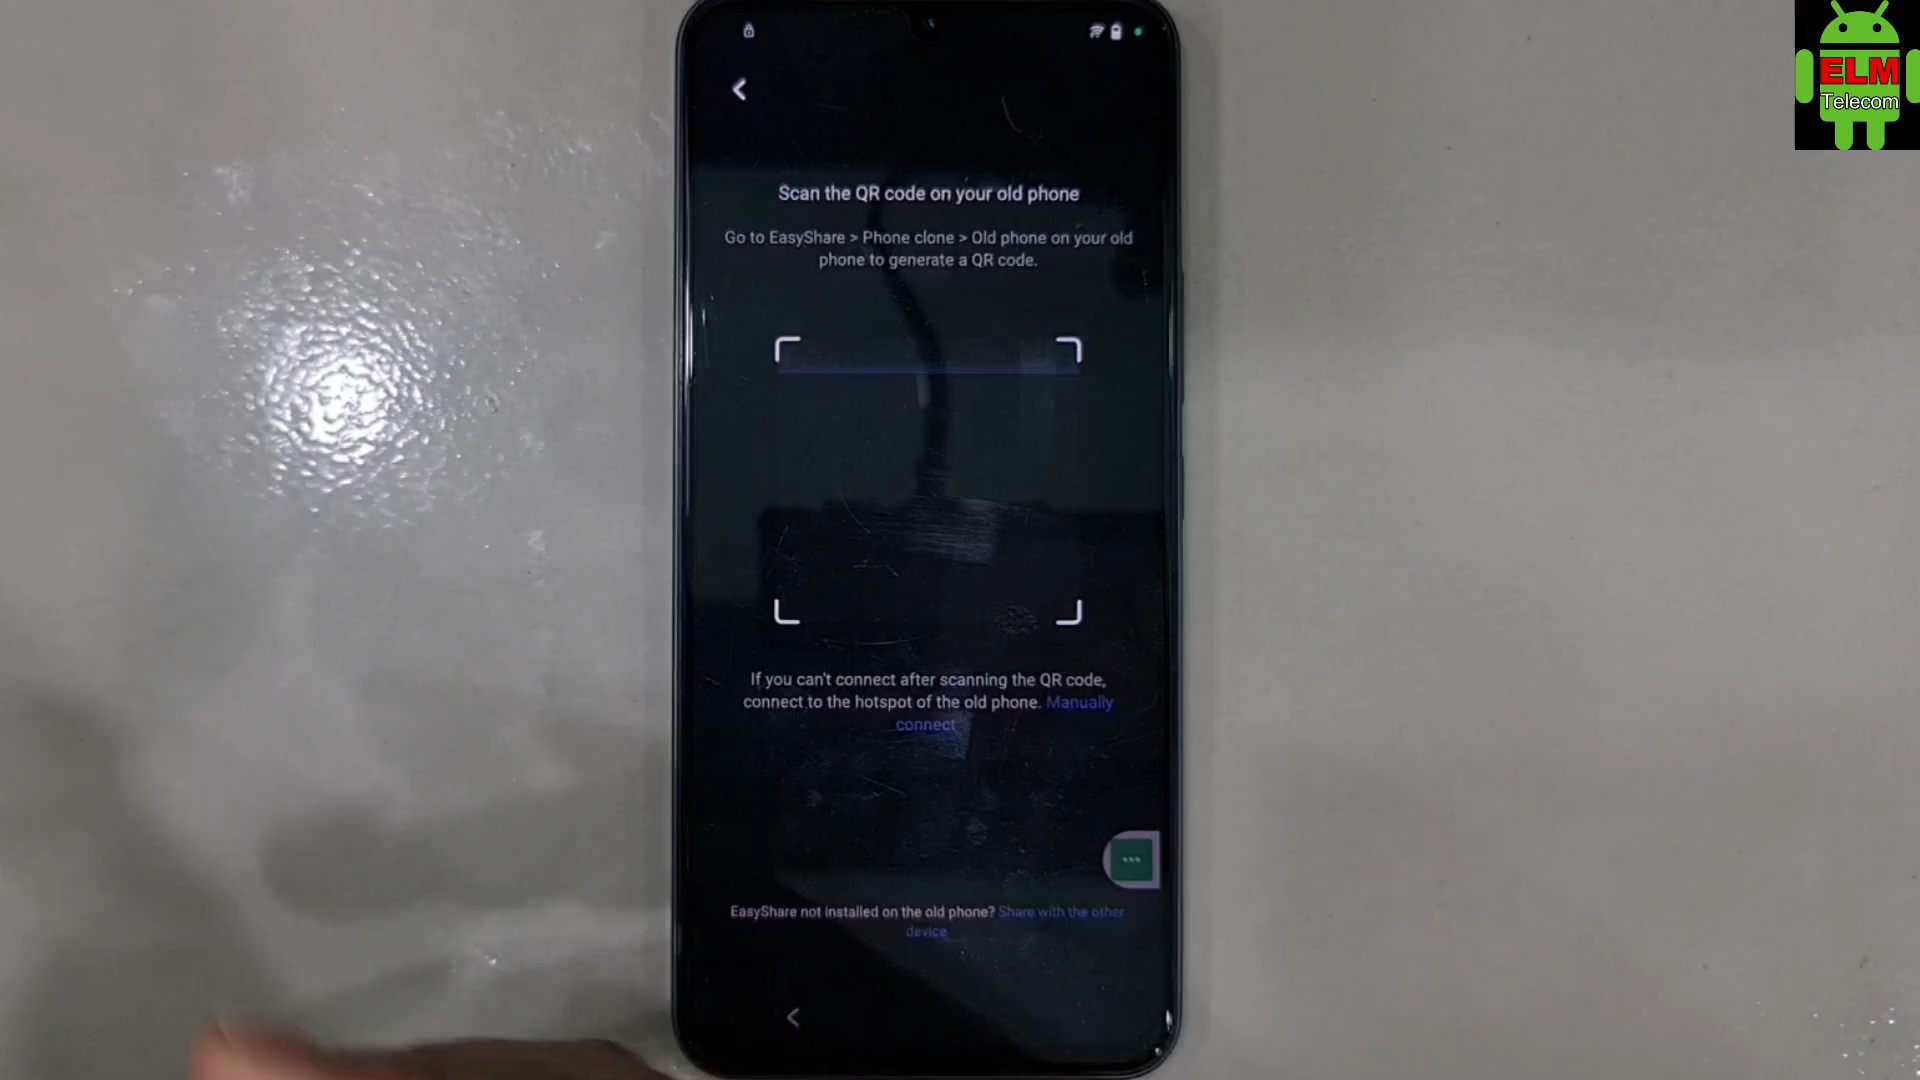 ELM
Telecom
Scan the QR code on your old phone
Go to EasyShare > Phone clone > Old phone on your old
phone to generate a QR code.
If you can't connect after scanning the QR code,
connect to the hotspot of the old phone. Manually
connect
EasyShare not installed on the old phone? Share with the other
device